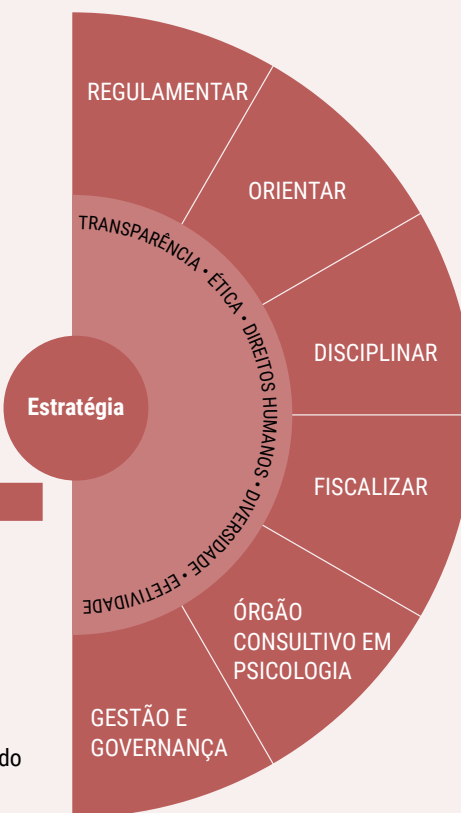 REGULAMENTAR
ORIENTAR
TRANSPARÊNCIA • ÉTICA • DIREITOS HUMANOS • DIVERSIDADE • EFETIVIDADE
DISCIPLINAR
Estratégia
FISCALIZAR
ÓRGÃO
CONSULTIVO EM
PSICOLOGIA
GESTÃO E
GOVERNANÇA
do